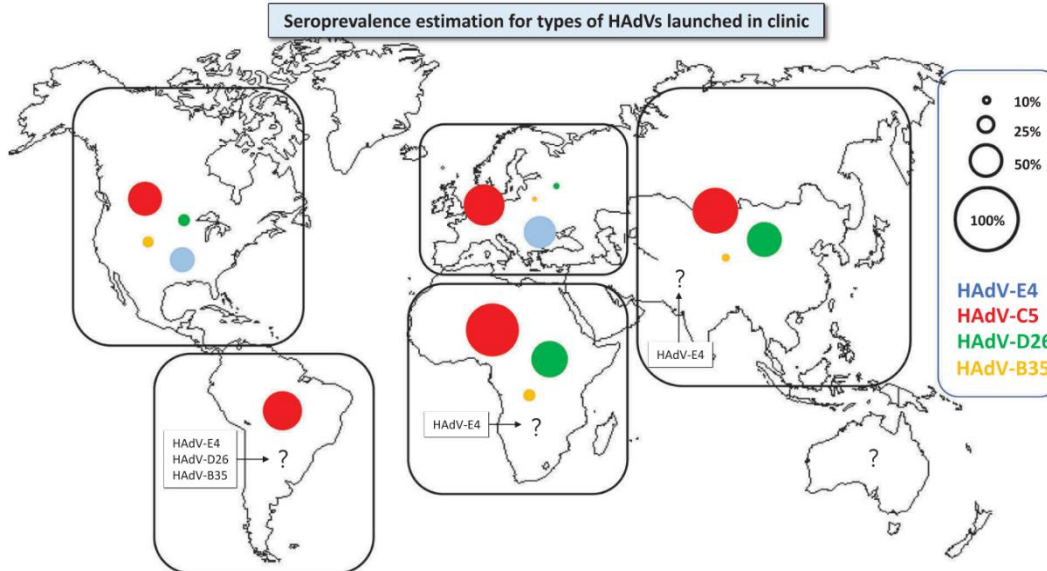 Seroprevalence estimation for types of HAdVs launched in clinic
10%
25%
50%
100%
HAdV-E4
HAdV-C5
HAdV-D26
HAdV-B35
?
HAdV-E4
HAdV-E4
?
HAdV-E4
HAdV-D26
HAdV-B35
?
?